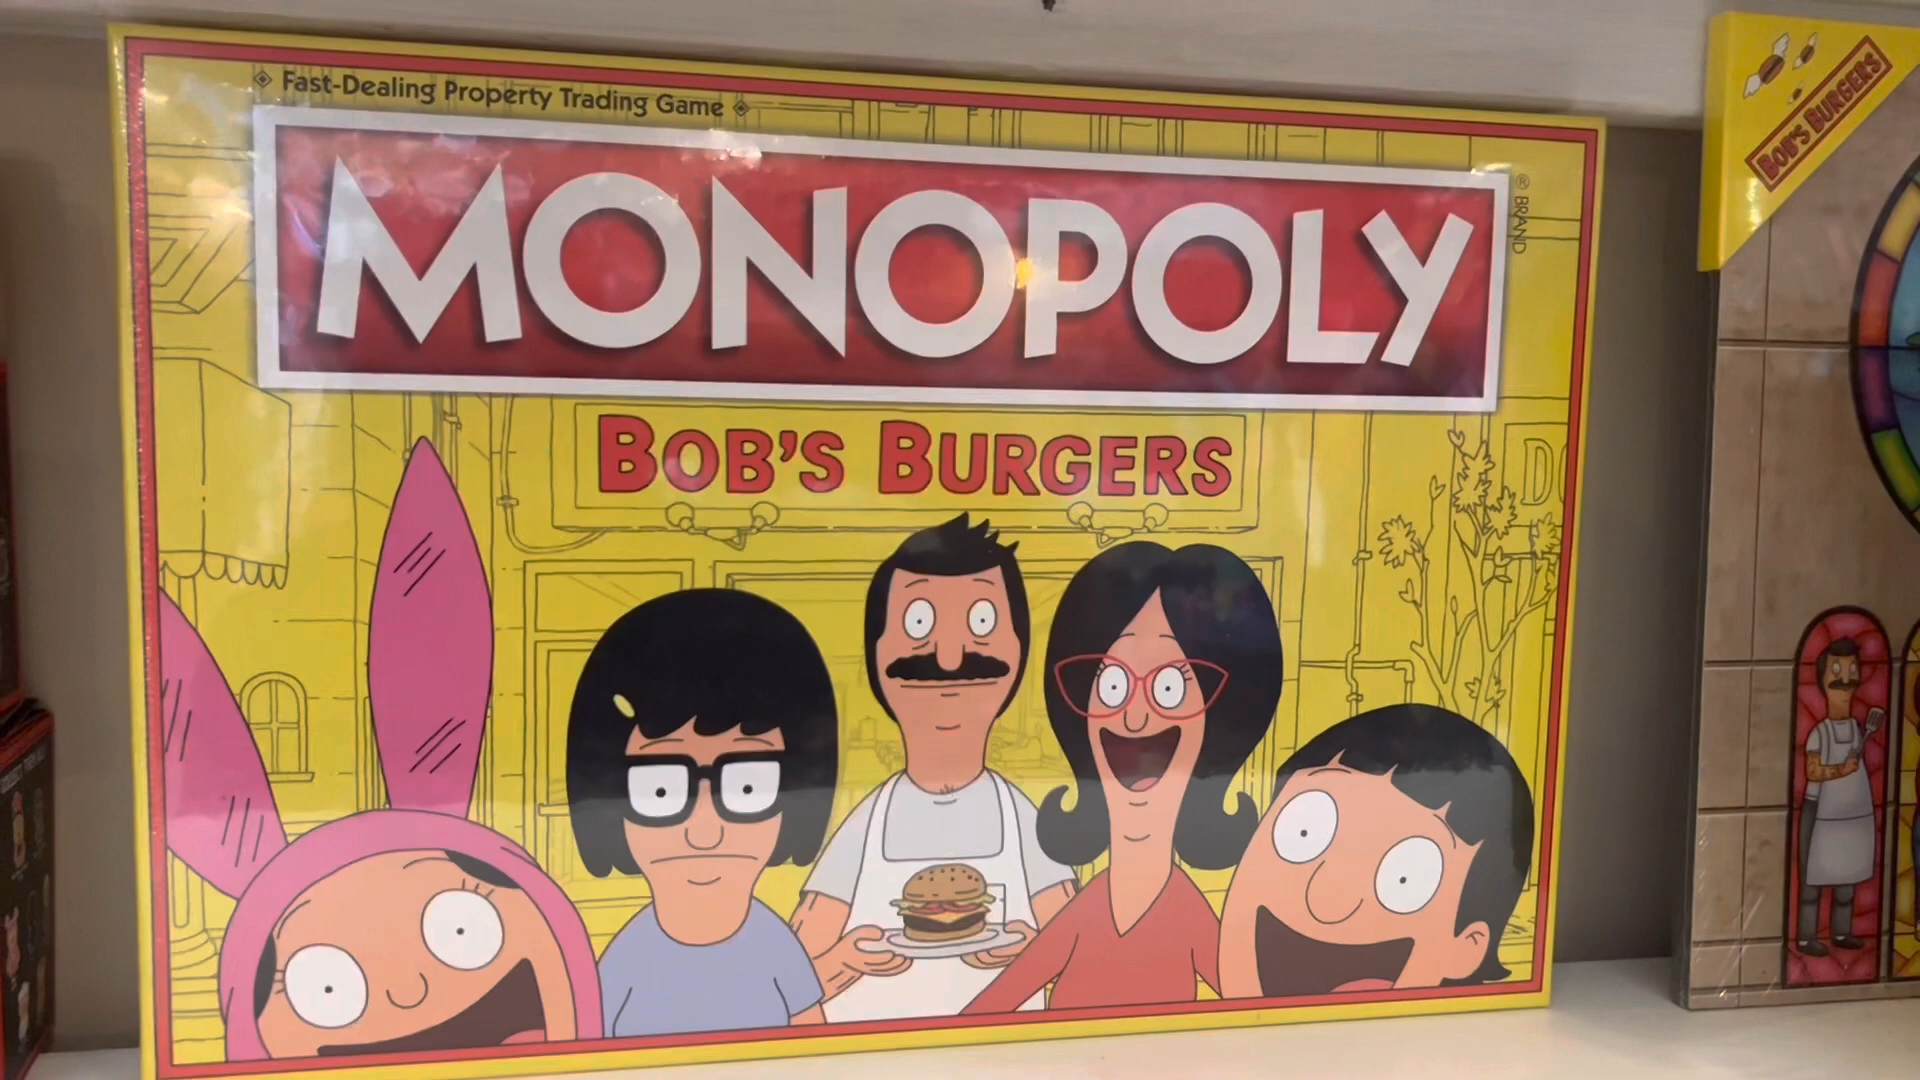 Fast-Dealing Property Trading Game
MONOPOLY
® BRAND
BOB'S BURGERS
BOB'S BURGERS